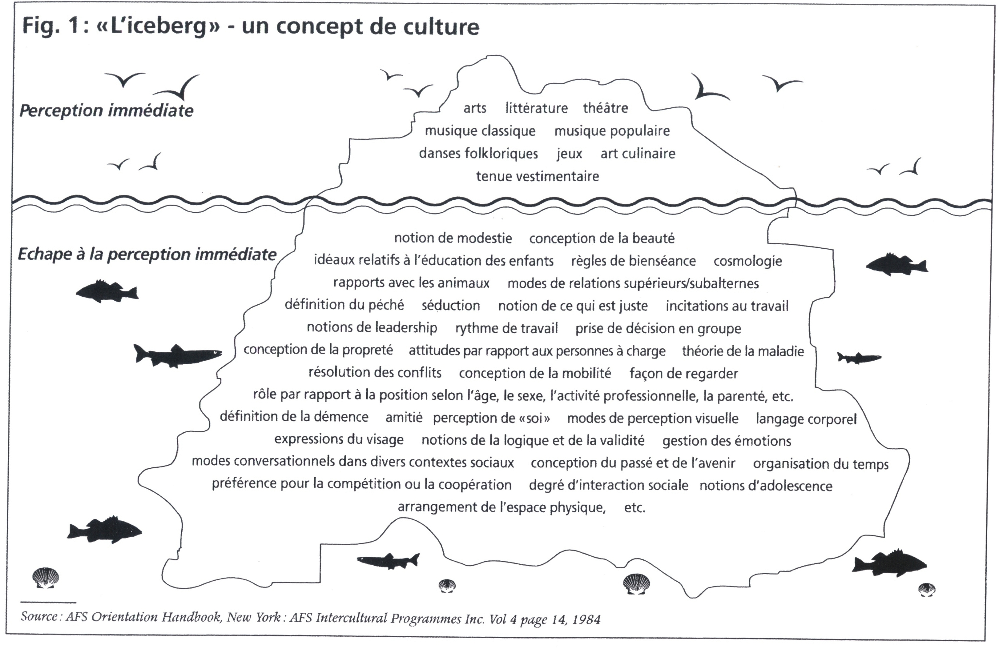 Fig. 1 : «L'iceberg» - un concept de culture
Perception immédiate
arts littérature théâtre
musique classique musique populaire
danses folkloriques jeux art culinaire
tenue vestimentaire
Echape à la perception immédiate
notion de modestie conception de la beauté
idéaux relatifs à l'éducation des enfants règles de bienséance cosmologie
rapports avec les animaux modes de relations supérieurs/subalternes
définition du péché séduction notion de ce qui est juste incitations au travail
notions de leadership rythme de travail prise de décision en groupe
conception de la propreté attitudes par rapport aux personnes à charge théorie de la maladie
résolution des conflits conception de la mobilité façon de regarder
rôle par rapport à la position selon l'âge, le sexe, l'activité professionnelle, la parenté, etc.
définition de la démence amitié perception de «soi» modes de perception visuelle langage corporel
expressions du visage notions de la logique et de la validité gestion des émotions
modes conversationnels dans divers contextes sociaux conception du passé et de l'avenir organisation du temps
préférence pour la compétition ou la coopération degré d'interaction sociale notions d'adolescence
arrangement de l'espace physique, etc.
Source : AFS Orientation Handbook, New York : AFS Intercultural Programmes Inc. Vol 4 page 14, 1984